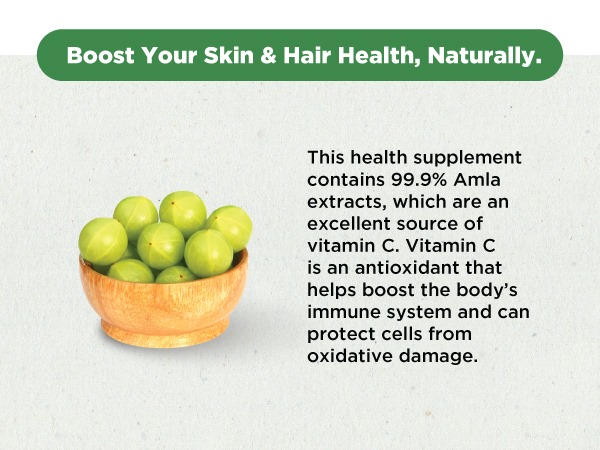 Boost Your Skin & Hair Health, Naturally.
This health supplement
contains 99.9% Amla
extracts, which are an
excellent source of
vitamin C. Vitamin C
is an antioxidant that
helps boost the body’s
immune system and can
protect cells from
oxidative damage.